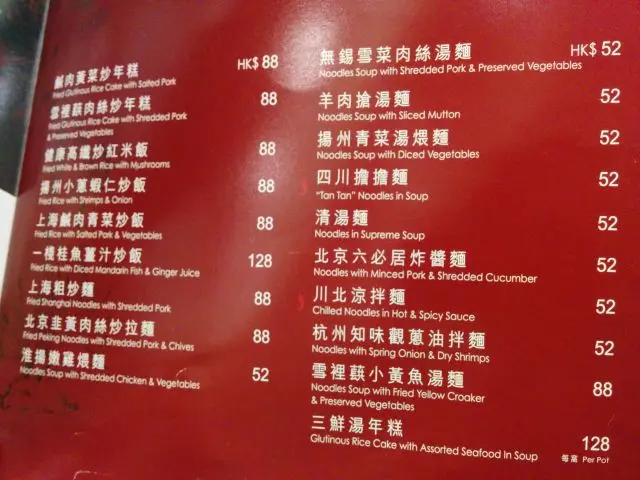 鹹肉黃菜炒年糕 HK$ 88
Fried Glutinous Rice Cake with Salted Pork
雪裡蕻肉絲炒年糕 88
Fried Glutinous Rice Cake with Shredded Pork
& Preserved Vegetables
健康高纖炒紅米飯 88
Fried White & Brown Rice with Mushrooms
揚州小蔥蝦仁炒飯 88
Fried Rice with Shrimps & Onion
上海鹹肉青菜炒飯 88
Fried Rice with Salted Pork & Vegetables
一棧桂魚薑汁炒飯 128
Fried Rice with Diced Mandarin Fish & Ginger Juice
上海粗炒麵 88
Fried Shanghai Noodles with Shredded Pork
北京韭黃肉絲炒拉麵 88
Fried Peking Noodles with Shredded Pork & Chives
淮揚嫩雞煨麵 52
Noodles Soup with Shredded Chicken & Vegetables
無錫雪菜肉絲湯麵 HK$ 52
Noodles Soup with Shredded Pork & Preserved Vegetables
羊肉搶湯麵 52
Noodles Soup with Sliced Mutton
揚州青菜湯煨麵 52
Noodles Soup with Diced Vegetables
四川擔擔麵 52
"Tan Tan" Noodles in Soup
清湯麵 52
Noodles in Supreme Soup
北京六必居炸醬麵 52
Noodles with Minced Pork & Shredded Cucumber
川北涼拌麵 52
Chilled Noodles in Hot & Spicy Sauce
杭州知味觀蔥油拌麵 52
Noodles with Spring Onion & Dry Shrimps
雪裡蕻小黃魚湯麵 88
Noodles Soup with Fried Yellow Croaker
& Preserved Vegetables
三鮮湯年糕 128
Glutinous Rice Cake with Assorted Seafood In Soup 每窩 Per Pot